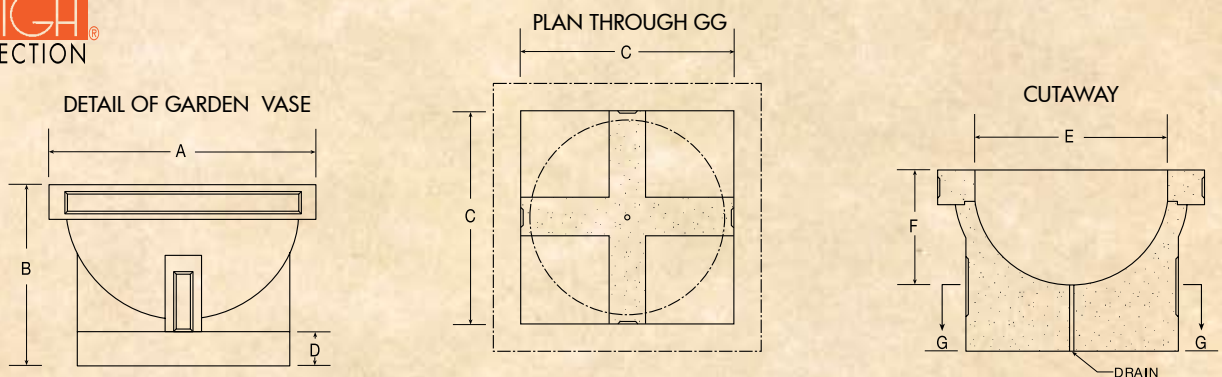 IGH®
ECTION
DETAIL OF GARDEN VASE
A
B
D
PLAN THROUGH GG
C
C
CUTAWAY
E
F
G
G
DRAIN